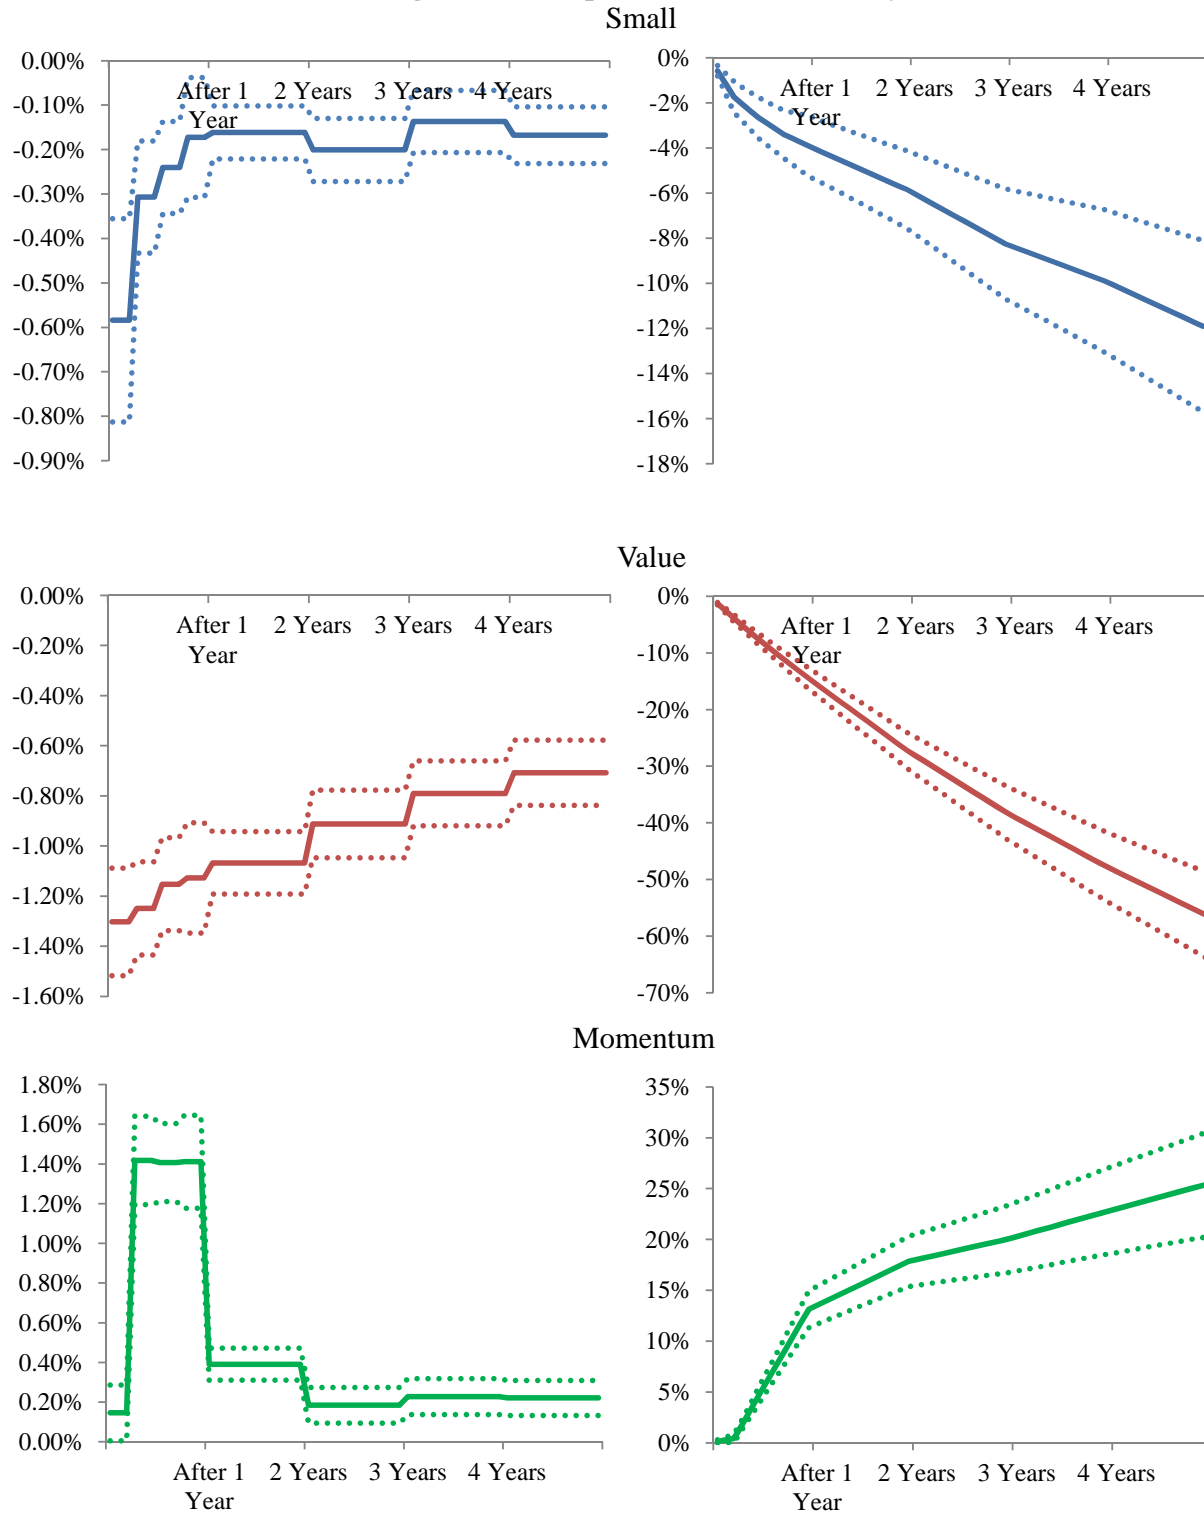 Small
0.00%
-0.10%
-0.20%
-0.30%
-0.40%
-0.50%
-0.60%
-0.70%
-0.80%
-0.90%
After 1
Year
2 Years
3 Years
4 Years
0%
-2%
-4%
-6%
-8%
-10%
-12%
-14%
-16%
-18%
After 1
Year
2 Years
3 Years
4 Years
Value
0.00%
-0.20%
-0.40%
-0.60%
-0.80%
-1.00%
-1.20%
-1.40%
-1.60%
After 1
Year
2 Years
3 Years
4 Years
0%
-10%
-20%
-30%
-40%
-50%
-60%
-70%
After 1
Year
2 Years
3 Years
4 Years
Momentum
1.80%
1.60%
1.40%
1.20%
1.00%
0.80%
0.60%
0.40%
0.20%
0.00%
After 1
Year
2 Years
3 Years
4 Years
35%
30%
25%
20%
15%
10%
5%
0%
After 1
Year
2 Years
3 Years
4 Years